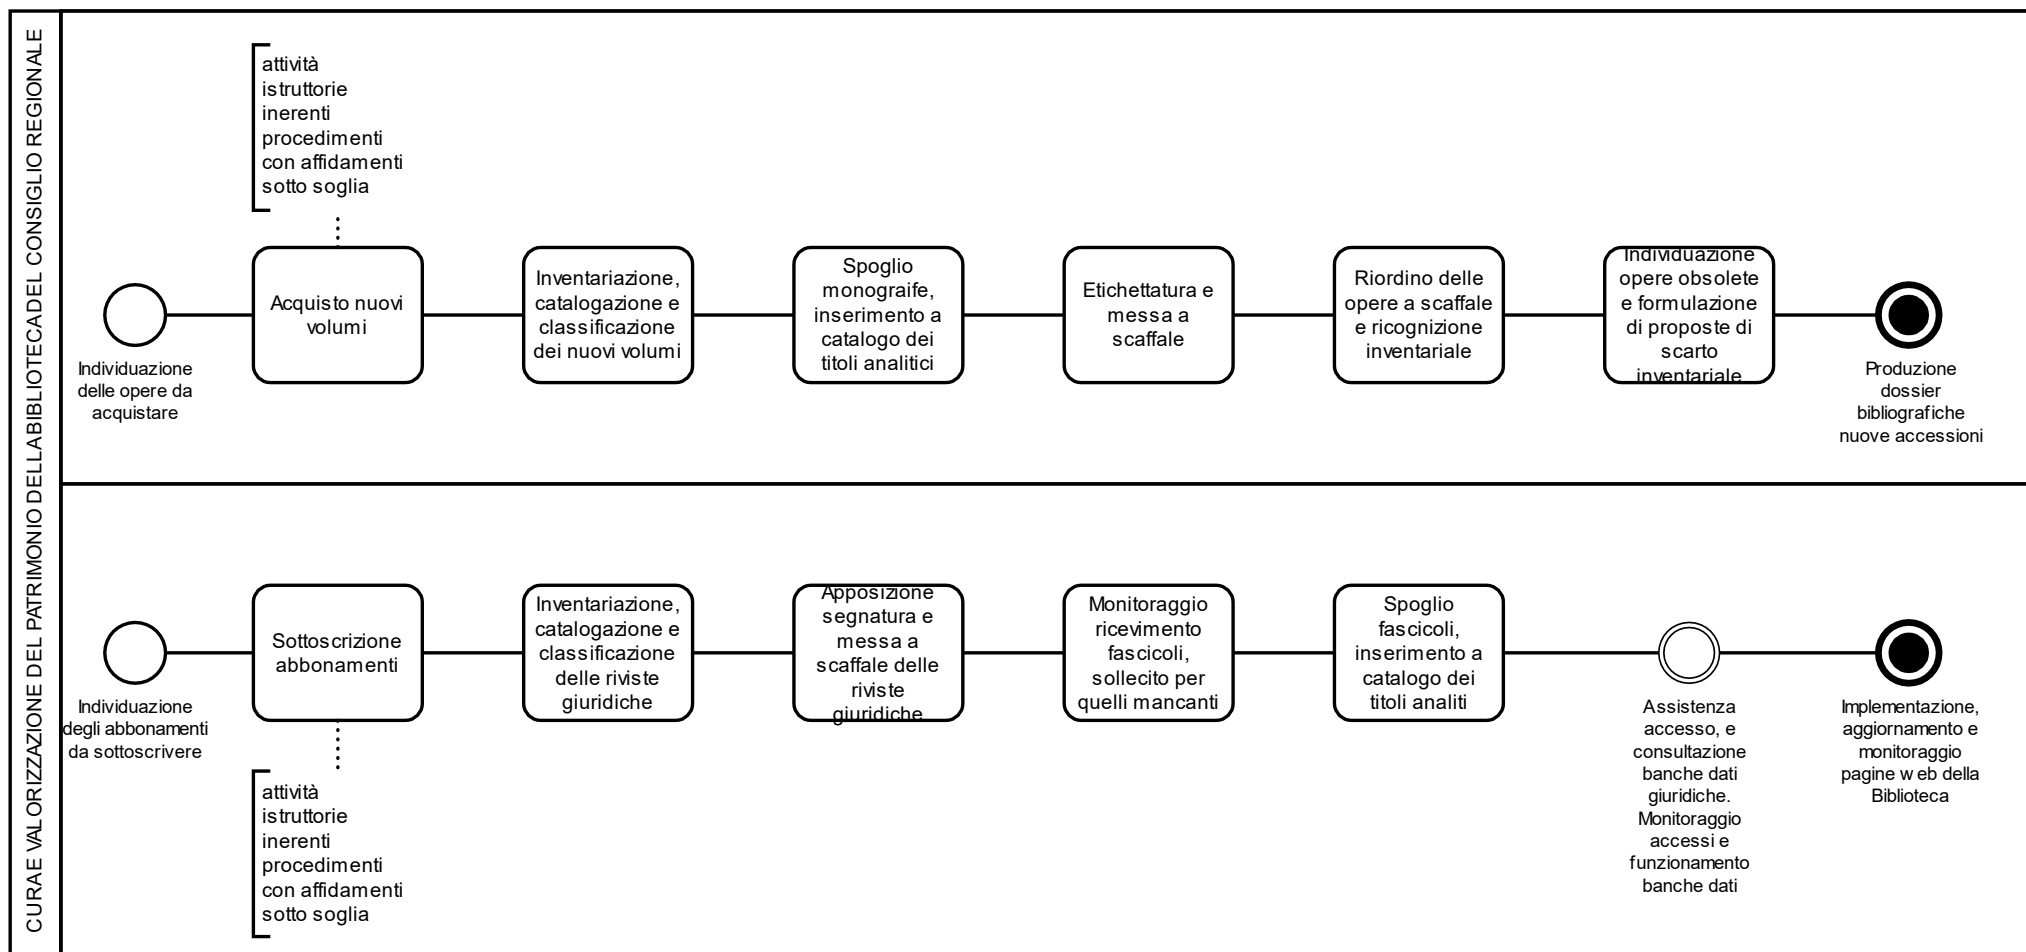 CURAE VALORIZZAZIONE DEL PATRIMONIO DELLABIBLIOTECADEL CONSIGLIO REGIONALE
attività
istruttorie
inerenti
procedimenti
con affidamenti
sotto soglia
Individuazione
delle opere da
acquistare
Acquisto nuovi
volumi
Inventariazione,
catalogazione e
classificazione
dei nuovi volumi
Spoglio
monograife,
inserimento a
catalogo dei
titoli analitici
Etichettatura e
messa a
scaffale
Riordino delle
opere a scaffale
e ricognizione
inventariale
Individuazione
opere obsolete
e formulazione
di proposte di
scarto
inventariale
Produzione
dossier
bibliografiche
nuove accessioni
Individuazione
degli abbonamenti
da sottoscrivere
Sottoscrizione
abbonamenti
attività
istruttorie
inerenti
procedimenti
con affidamenti
sotto soglia
Inventariazione,
catalogazione e
classificazione
delle riviste
giuridiche
Apposizione
segnatura e
messa a
scaffale delle
riviste
giuridiche
Monitoraggio
ricevimento
fascicoli,
sollecito per
quelli mancanti
Spoglio
fascicoli,
inserimento a
catalogo dei
titoli analiti
Assistenza
accesso, e
consultazione
banche dati
giuridiche.
Monitoraggio
accessi e
funzionamento
banche dati
Implementazione,
aggiornamento e
monitoraggio
pagine web della
Biblioteca